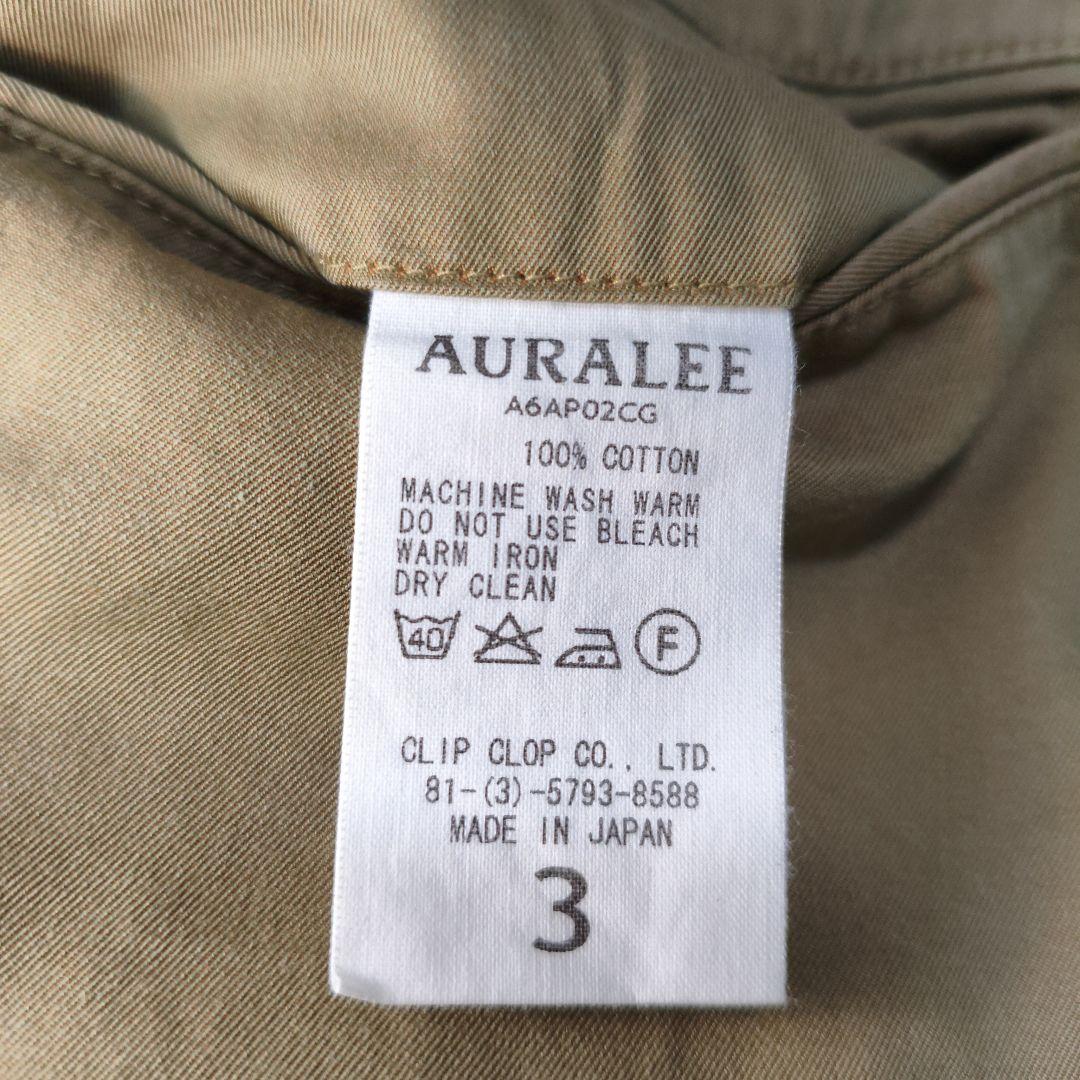 AURALEE
A6AP02CG
100% COTTON
MACHINE WASH WARM
DO NOT USE BLEACH
WARM IRON
DRY CLEAN
40 F
CLIP CLOP CO., LTD.
81-(3)-5793-8588
MADE IN JAPAN
3